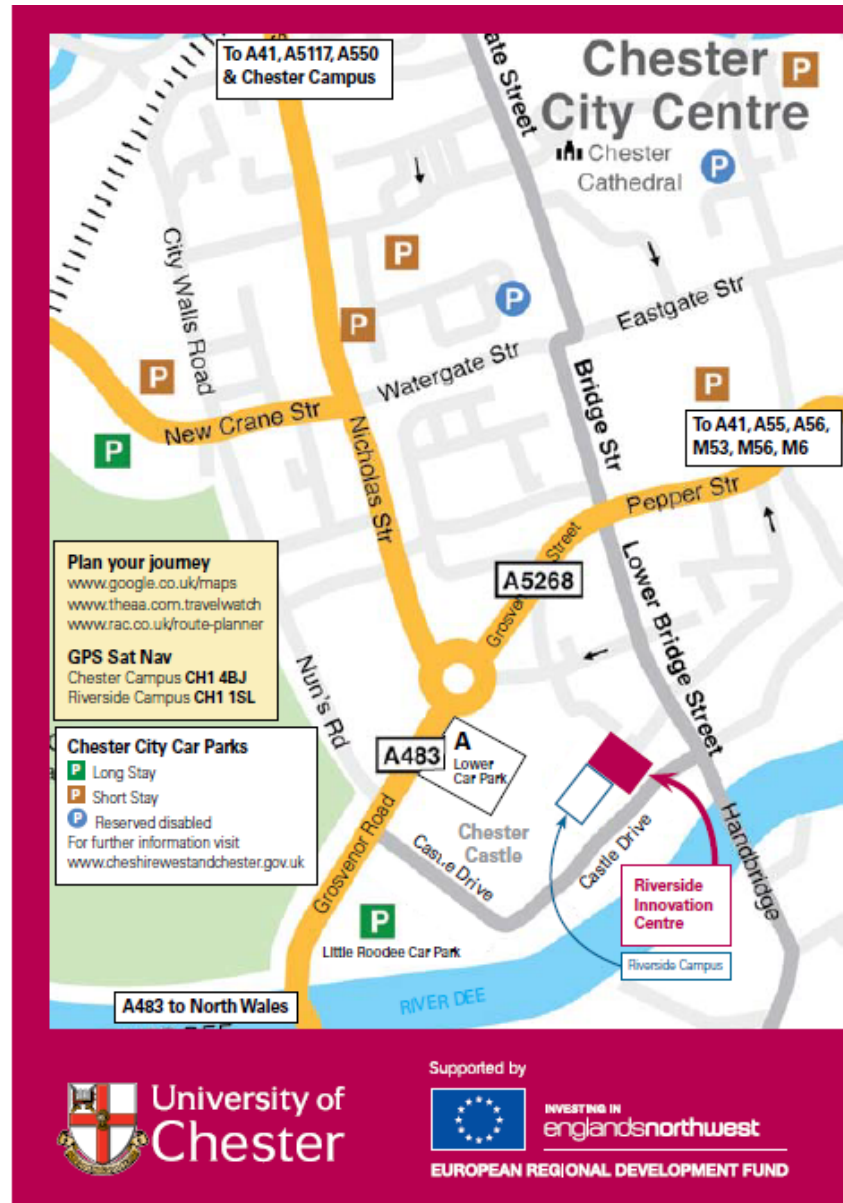 To A41, A5117, A550
& Chester Campus
ate Street
Chester
City Centre
P
Chester
Cathedral
P
City Walls Road
P
P
P
Eastgate Str
P
Watergate Str
P
New Crane Str
P
Nicholas Str
Bridge Str
To A41, A55, A56,
M53, M56, M6
Pepper Str
Plan your journey
www.google.co.uk/maps
www.theaa.com.travelwatch
www.rac.co.uk/route-planner
GPS Sat Nav
Chester Campus CH1 4BJ
Riverside Campus CH1 1SL
A5268
Grosven Street
Lower Bridge Street
Nun's Rd
Chester City Car Parks
P Long Stay
P Short Stay
P Reserved disabled
For further information visit
www.cheshirewestandchester.gov.uk
A483
A
Lower
Car Park
Grosvenor Road
Chester
Castle
Castle Drive
Castle Drive
Handbridge
Riverside
Innovation
Centre
P
Little Roodee Car Park
Riverside Campus
A483 to North Wales
RIVER DEE
University of
Chester
Supported by
INVESTING IN
englandsnorthwest
EUROPEAN REGIONAL DEVELOPMENT FUND